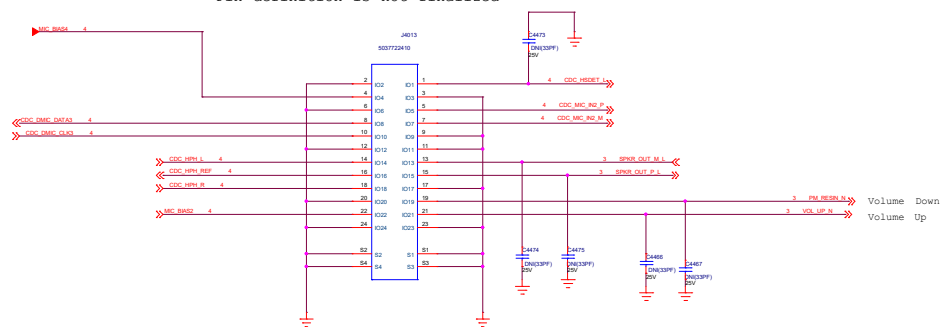 MIC_BIAS4 4
J4013
5037722410
C4473
DNI(33PF)
25V
2 IO2 IO1 1 4 CDC_HSDET_L
4 IO4 IO3 3
6 IO6 IO5 5 4 CDC_MIC_IN2_P
CDC_DMIC_DATA3 4 8 IO8 IO7 7 4 CDC_MIC_IN2_M
CDC_DMIC_CLK3 4 10 IO10 IO9 9
12 IO12 IO11 11
CDC_HPH_L 4 14 IO14 IO13 13 3 SPKR_OUT_M_L
CDC_HPH_REF 4 16 IO16 IO15 15 3 SPKR_OUT_P_L
CDC_HPH_R 4 18 IO18 IO17 17
20 IO20 IO19 19 3 PM_RESIN_N Volume Down
MIC_BIAS2 4 22 IO22 IO21 21 3 VOL_UP_N Volume Up
24 IO24 IO23 23
S2 S2 S1 S1
S4 S4 S3 S3
C4474
DNI(33PF)
25V
C4475
DNI(33PF)
25V
DNI(33PF)
25V
C4467
DNI(33PF)
25V